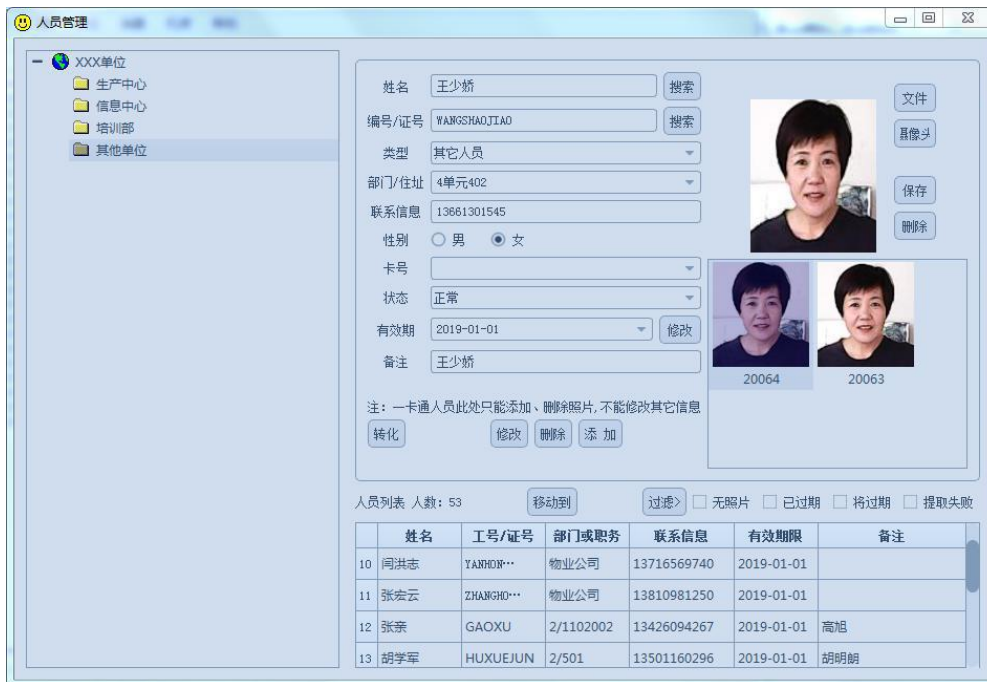 人员管理
XXX单位
生产中心
信息中心
培训部
其他单位
姓名 王少娇 搜索
编号/证号 WANGSHAOJIAO 搜索
类型 其它人员
部门/住址 4单元402
联系信息 13661301545
性别 男 女
卡号
状态 正常
有效期 2019-01-01 修改
备注 王少娇
注：一卡通人员此处只能添加、删除照片,不能修改其它信息
转化 修改 删除 添 加
文件
摄像头
保存
删除
20064 20063
人员列表 人数：53 移动到 过滤> 无照片 已过期 将过期 提取失败
姓名 工号/证号 部门或职务 联系信息 有效期限 备注
10 闫洪志 YANHON… 物业公司 13716569740 2019-01-01
11 张宏云 ZHANGHO… 物业公司 13810981250 2019-01-01
12 张亲 GAOXU 2/1102002 13426094267 2019-01-01 高旭
13 胡学军 HUXUEJUN 2/501 13501160296 2019-01-01 胡明朗